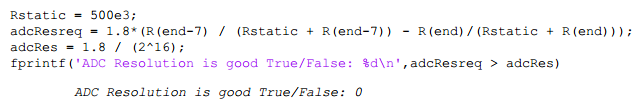 Rstatic = 500e3;
adcResreq = 1.8*(R(end-7) / (Rstatic + R(end-7)) - R(end)/(Rstatic + R(end)));
adcRes = 1.8 / (2^16);
fprintf('ADC Resolution is good True/False: %d\n',adcResreq > adcRes)
ADC Resolution is good True/False: 0